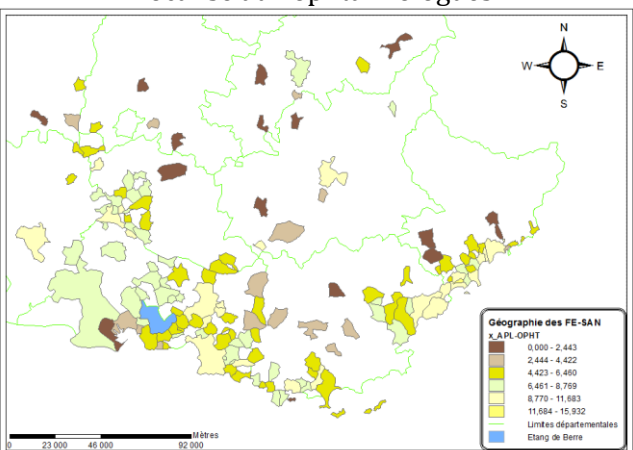 N
W E
S
Géographie des FE-SAN
x_APL-OPHT
0,000 - 2,443
2,444 - 4,422
4,423 - 6,460
6,461 - 8,769
8,770 - 11,683
11,684 - 15,932
Limites départementales
Etang de Berre
Mètres
0 23 000 46 000 92 000